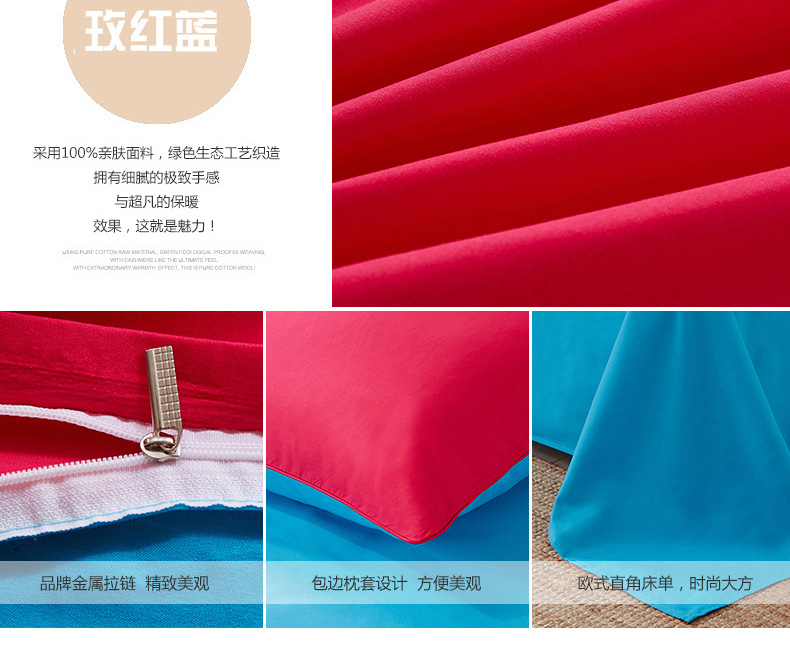 玫红蓝
采用100%亲肤面料，绿色生态工艺织造
拥有细腻的极致手感
与超凡的保暖
效果，这就是魅力！
USING PURE COTTON RAW MATERIAL, GREEN ECOLOGICAL PROCESS WEAVING,
WITH CASHMERE LIKE THE ULTIMATE FEEL
WITH EXTRAORDINARY WARMTH. EFFECT, THIS IS PURE COTTON WOOL!
品牌金属拉链 精致美观
包边枕套设计 方便美观
欧式直角床单，时尚大方